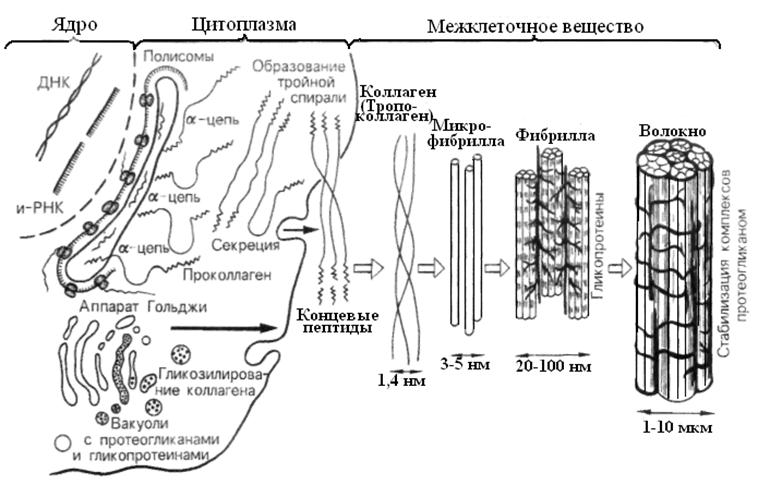 Ядро
Цитоплазма
Межклеточное вещество
ДНК
и-РНК
Полисомы
α-цепь
α-цепь
α-цепь
Проколлаген
Образование
тройной
спирали
Секреция
Аппарат Гольджи
Гликозилирова-
ние коллагена
Вакуоли
с протеогликанами
и гликопротеинами
Концевые
пептиды
Коллаген
(Тропо-
коллаген)
1,4 нм
Микро-
фибрилла
3-5 нм
Фибрилла
Гликопротеины
20-100 нм
Волокно
Стабилизация комплексов
протеогликаном
1-10 мкм